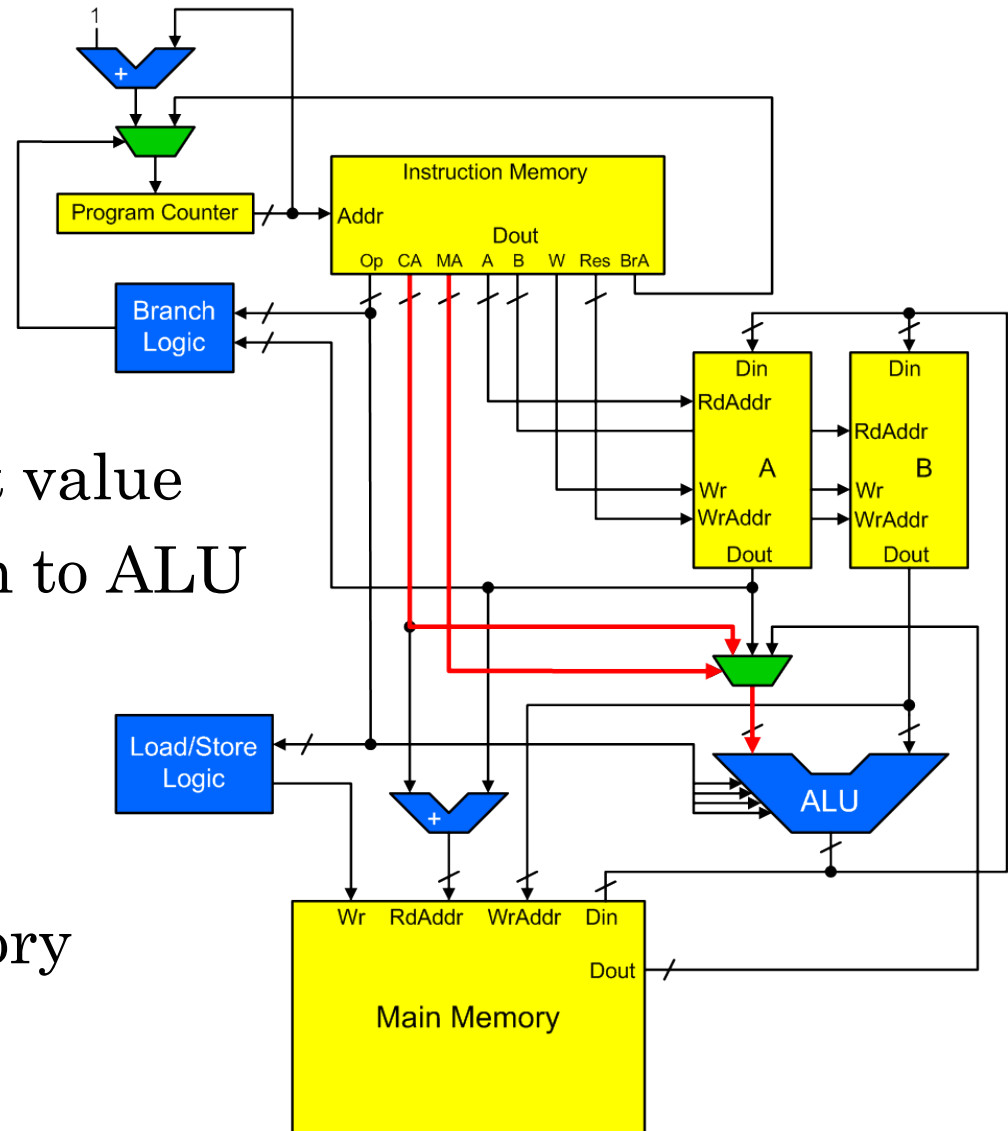 1
+
Instruction Memory
Program Counter
Addr
Dout
Op CA MA A B W Res BrA
Branch
Logic
Din
Din
RdAddr
RdAddr
A
B
value
Wr
Wr
WrAddr
WrAddr
to ALU
Dout
Dout
Load/Store
Logic
ALU
+
Wr RdAddr WrAddr Din
Dout
Main Memory